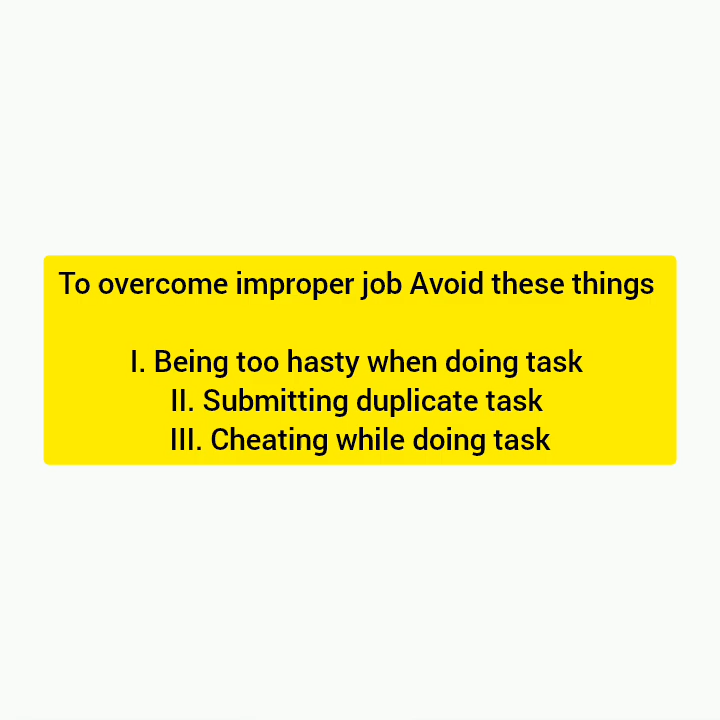 To overcome improper job Avoid these things
I. Being too hasty when doing task
II. Submitting duplicate task
III. Cheating while doing task